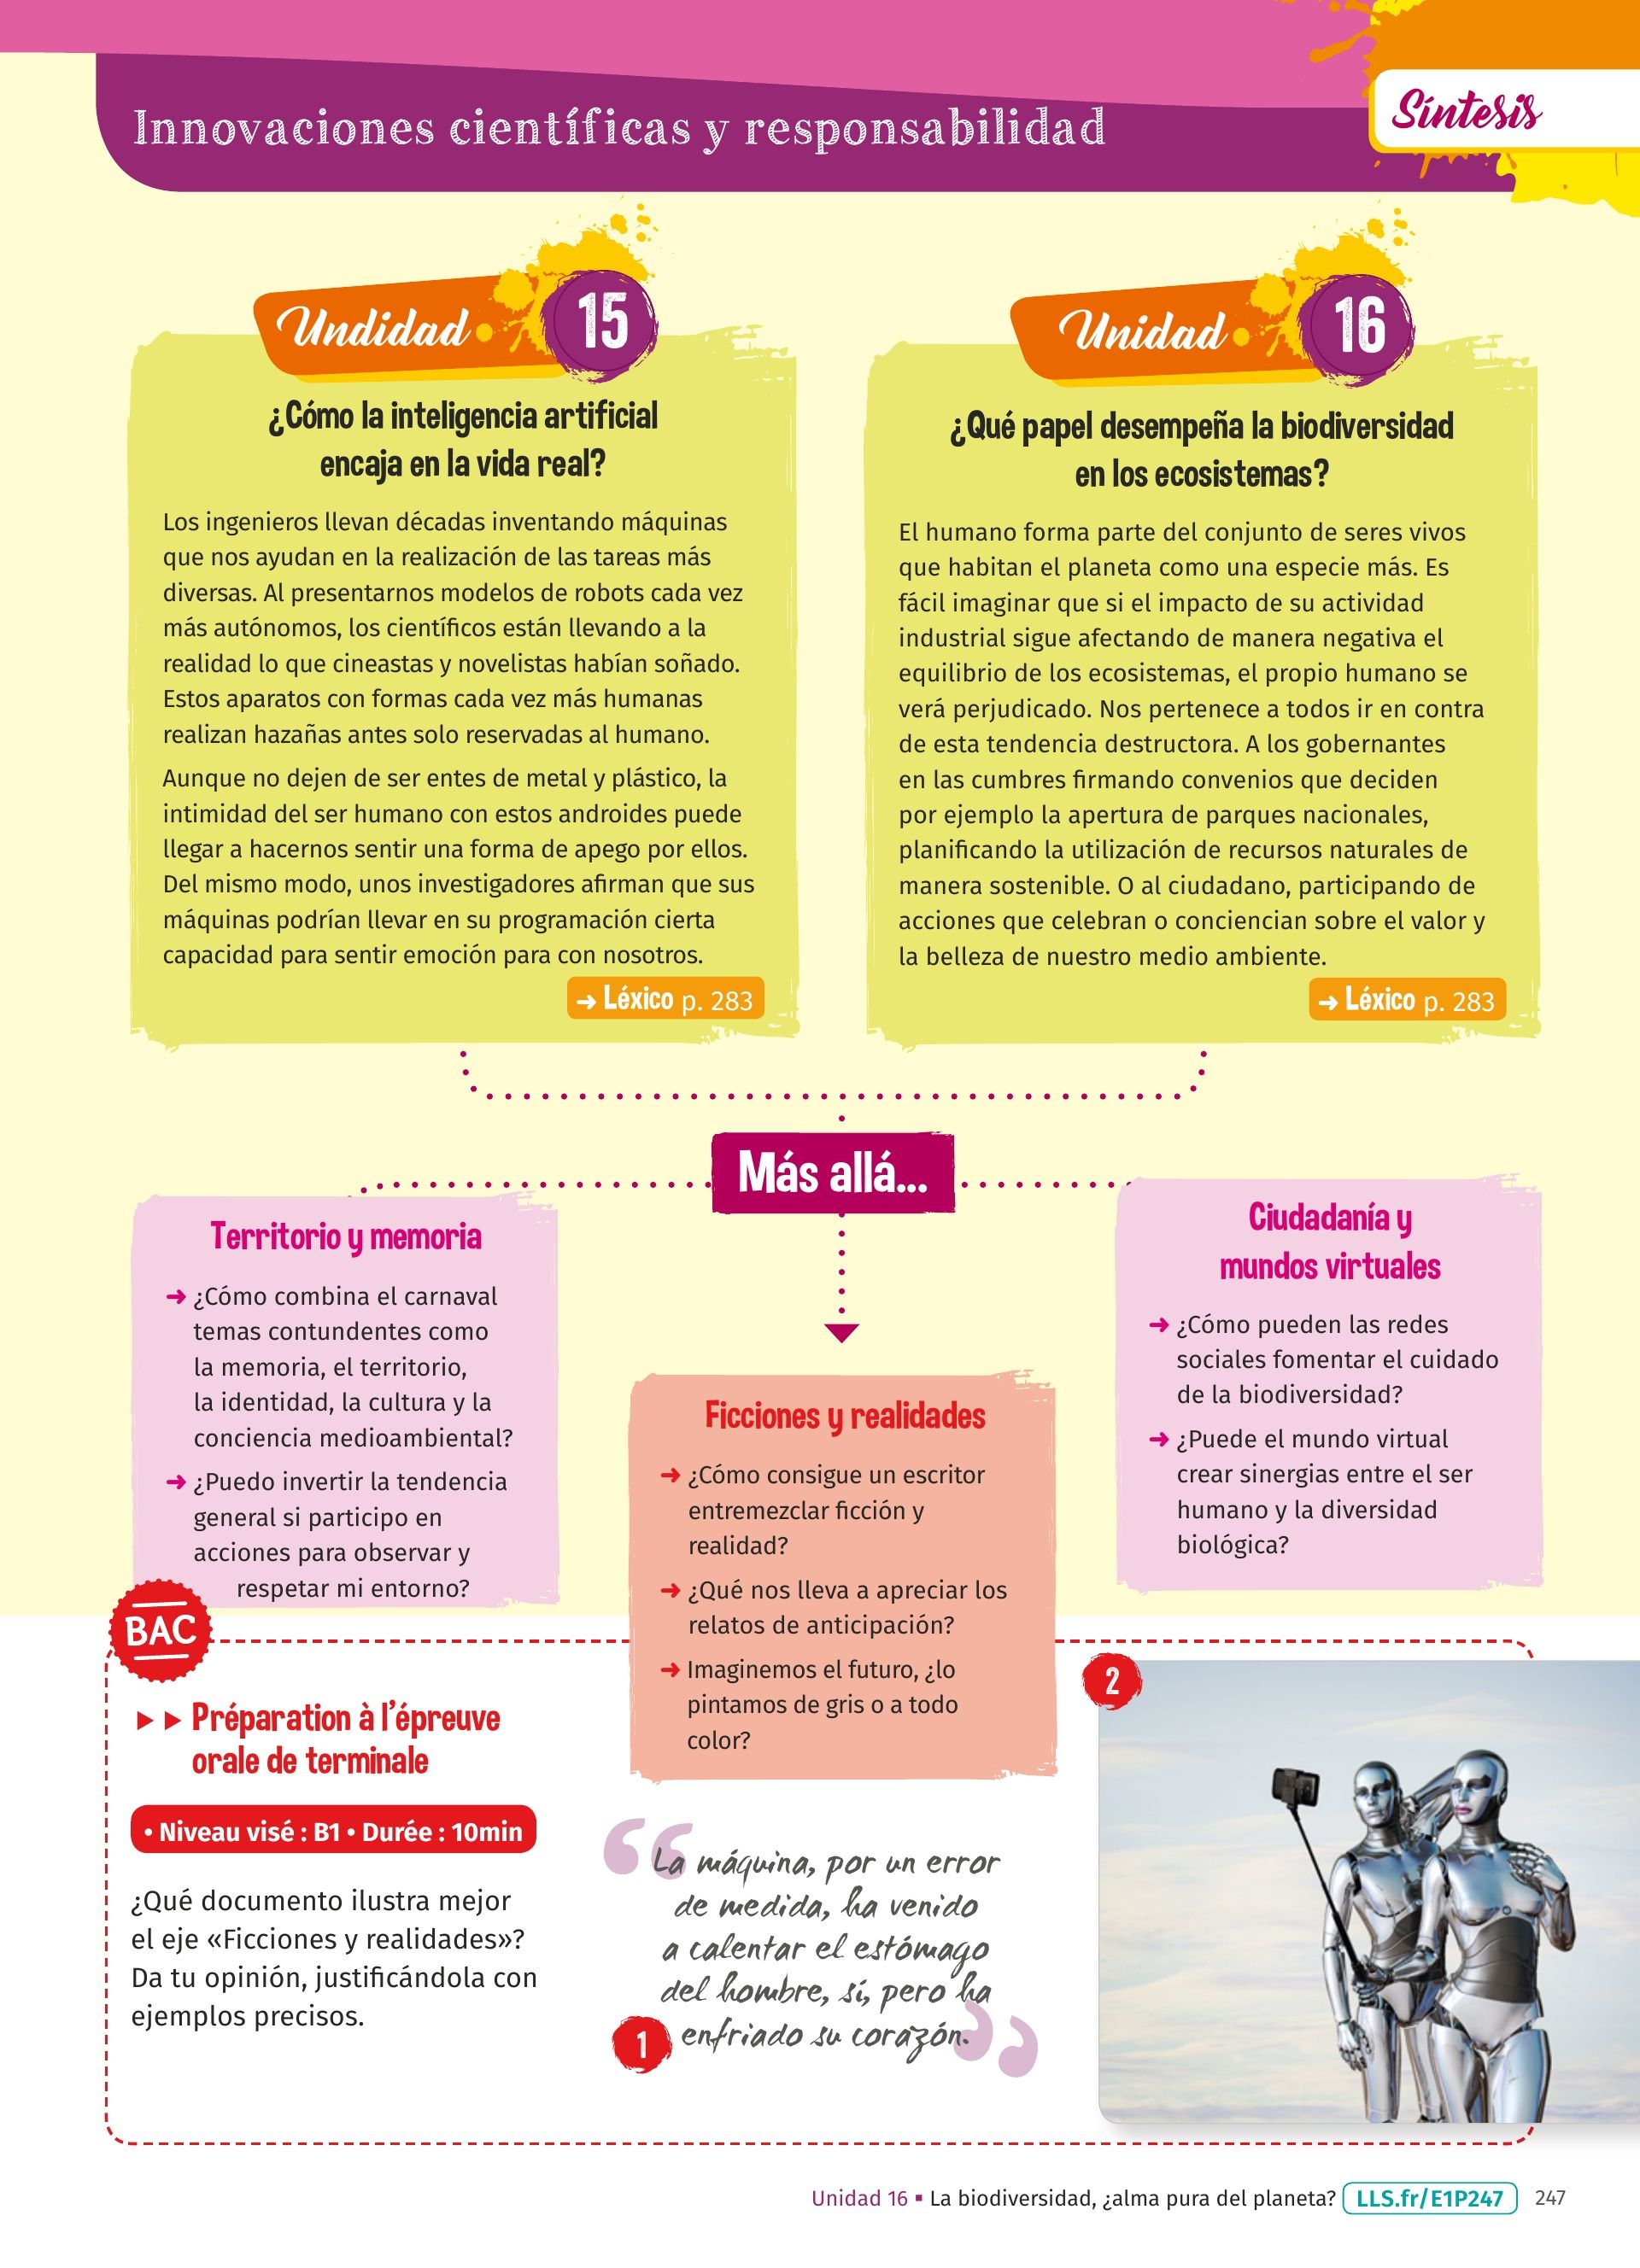 Innovaciones científicas y responsabilidad
Síntesis
Undidad 15
¿Cómo la inteligencia artificial
encaja en la vida real?
Los ingenieros llevan décadas inventando máquinas
que nos ayudan en la realización de las tareas más
diversas. Al presentarnos modelos de robots cada vez
más autónomos, los científicos están llevando a la
realidad lo que cineastas y novelistas habían soñado.
Estos aparatos con formas cada vez más humanas
realizan hazañas antes solo reservadas al humano.
Aunque no dejen de ser entes de metal y plástico, la
intimidad del ser humano con estos androides puede
llegar a hacernos sentir una forma de apego por ellos.
Del mismo modo, unos investigadores afirman que sus
máquinas podrían llevar en su programación cierta
capacidad para sentir emoción para con nosotros.
➜ Léxico p. 283
Unidad 16
¿Qué papel desempeña la biodiversidad
en los ecosistemas?
El humano forma parte del conjunto de seres vivos
que habitan el planeta como una especie más. Es
fácil imaginar que si el impacto de su actividad
industrial sigue afectando de manera negativa el
equilibrio de los ecosistemas, el propio humano se
verá perjudicado. Nos pertenece a todos ir en contra
de esta tendencia destructora. A los gobernantes
en las cumbres firmando convenios que deciden
por ejemplo la apertura de parques nacionales,
planificando la utilización de recursos naturales de
manera sostenible. O al ciudadano, participando de
acciones que celebran o conciencian sobre el valor y
la belleza de nuestro medio ambiente.
➜ Léxico p. 283
Más allá...
Territorio y memoria
➜ ¿Cómo combina el carnaval
temas contundentes como
la memoria, el territorio,
la identidad, la cultura y la
conciencia medioambiental?
➜ ¿Puedo invertir la tendencia
general si participo en
acciones para observar y
respetar mi entorno?
Ficciones y realidades
➜ ¿Cómo consigue un escritor
entremezclar ficción y
realidad?
➜ ¿Qué nos lleva a apreciar los
relatos de anticipación?
➜ Imaginemos el futuro, ¿lo
pintamos de gris o a todo
color?
Ciudadanía y
mundos virtuales
➜ ¿Cómo pueden las redes
sociales fomentar el cuidado
de la biodiversidad?
➜ ¿Puede el mundo virtual
crear sinergias entre el ser
humano y la diversidad
biológica?
BAC
►► Préparation à l'épreuve
orale de terminale
• Niveau visé : B1 • Durée : 10min
¿Qué documento ilustra mejor
el eje «Ficciones y realidades»?
Da tu opinión, justificándola con
ejemplos precisos.
“La máquina, por un error
de medida, ha venido
a calentar el estómago
del hombre, sí, pero ha
1 enfriado su corazón.”
2
Unidad 16 ▪ La biodiversidad, ¿alma pura del planeta? LLS.fr/E1P247 247